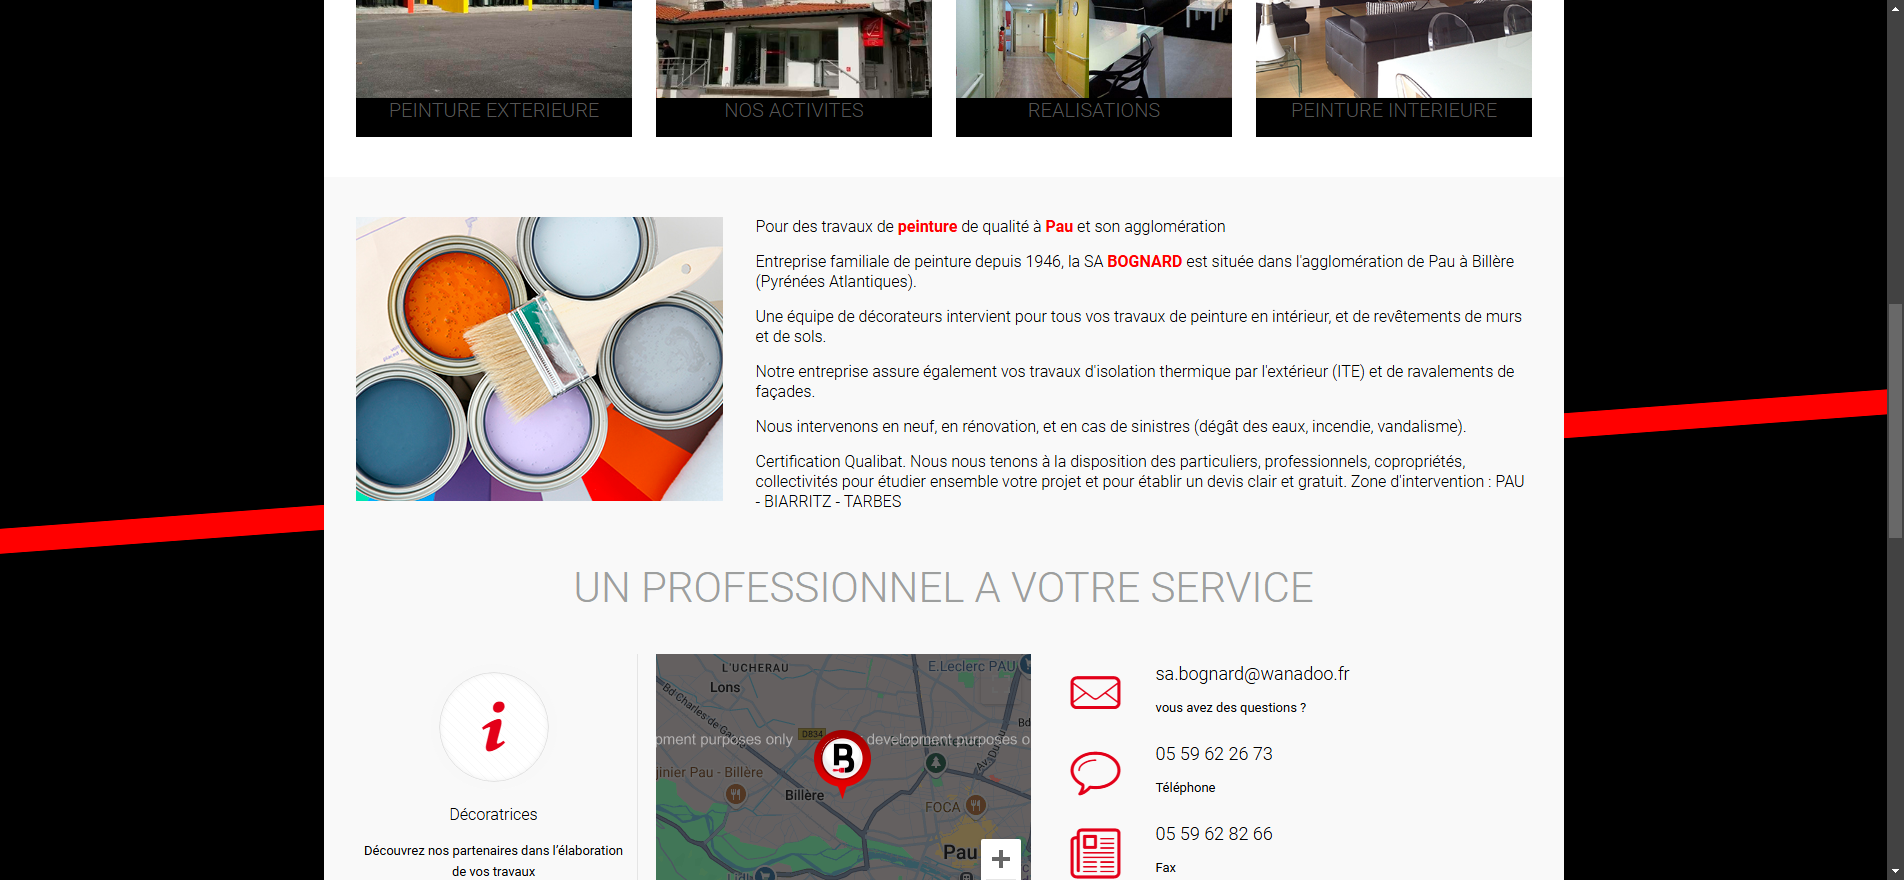 PEINTURE EXTERIEURE
NOS ACTIVITES
REALISATIONS
PEINTURE INTERIEURE
Pour des travaux de peinture de qualité à Pau et son agglomération
Entreprise familiale de peinture depuis 1946, la SA BOGNARD est située dans l'agglomération de Pau à Billère
(Pyrénées Atlantiques).
Une équipe de décorateurs intervient pour tous vos travaux de peinture en intérieur, et de revêtements de murs
et de sols.
Notre entreprise assure également vos travaux d'isolation thermique par l'extérieur (ITE) et de ravalements de
façades.
Nous intervenons en neuf, en rénovation, et en cas de sinistres (dégât des eaux, incendie, vandalisme).
Certification Qualibat. Nous nous tenons à la disposition des particuliers, professionnels, copropriétés,
collectivités pour étudier ensemble votre projet et pour établir un devis clair et gratuit. Zone d'intervention : PAU
- BIARRITZ - TARBES
UN PROFESSIONNEL A VOTRE SERVICE
Décoratrices
Découvrez nos partenaires dans l’élaboration
de vos travaux
L'UCHERAU
E.Leclerc PAU
Lons
Bd Charles de Gaulle
Bd
D834
pment purposes only
development purposes o
B
jinier Pau - Billère
Billère
FOCA
Pau
Lidl
+
sa.bognard@wanadoo.fr
vous avez des questions ?
05 59 62 26 73
Téléphone
05 59 62 82 66
Fax